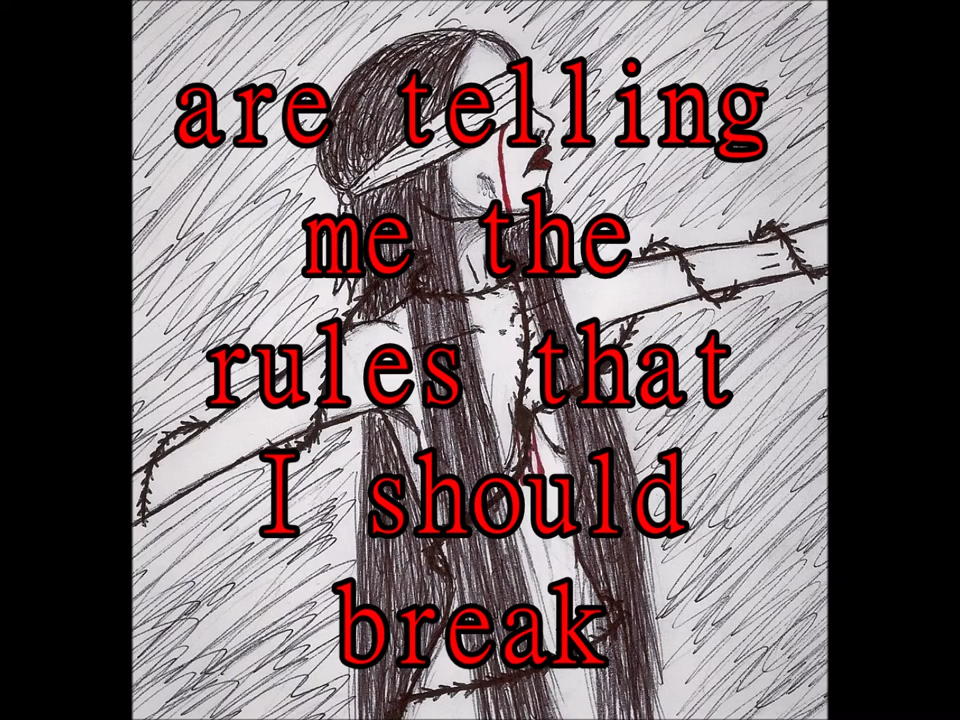 are telling
me the
rules that
I should
break